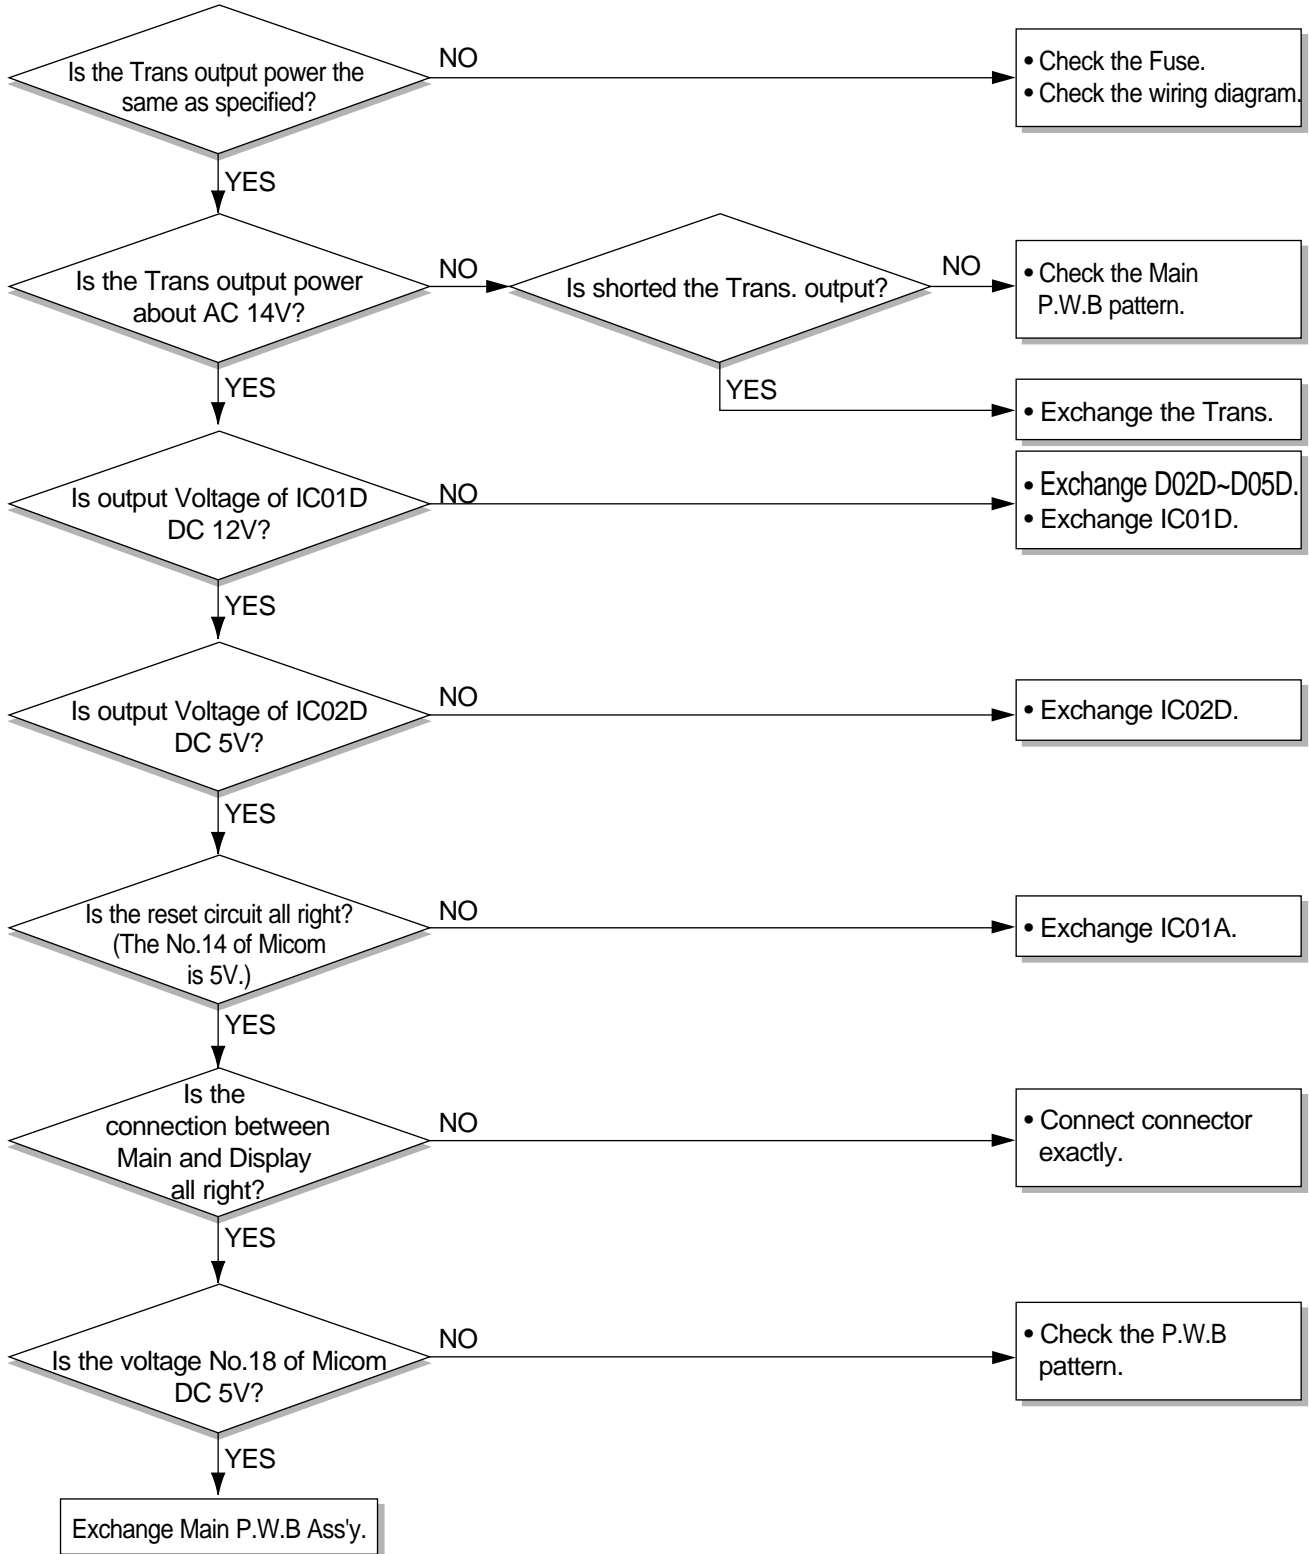 Is the Trans output power the
same as specified?
NO
• Check the Fuse.
• Check the wiring diagram.
YES
Is the Trans output power
about AC 14V?
NO
Is shorted the Trans. output?
NO
• Check the Main
P.W.B pattern.
YES
• Exchange the Trans.
YES
Is output Voltage of IC01D
DC 12V?
NO
• Exchange D02D~D05D.
• Exchange IC01D.
YES
Is output Voltage of IC02D
DC 5V?
NO
• Exchange IC02D.
YES
Is the reset circuit all right?
(The No.14 of Micom
is 5V.)
NO
• Exchange IC01A.
YES
Is the
connection between
Main and Display
all right?
NO
• Connect connector
exactly.
YES
Is the voltage No.18 of Micom
DC 5V?
NO
• Check the P.W.B
pattern.
YES
Exchange Main P.W.B Ass'y.